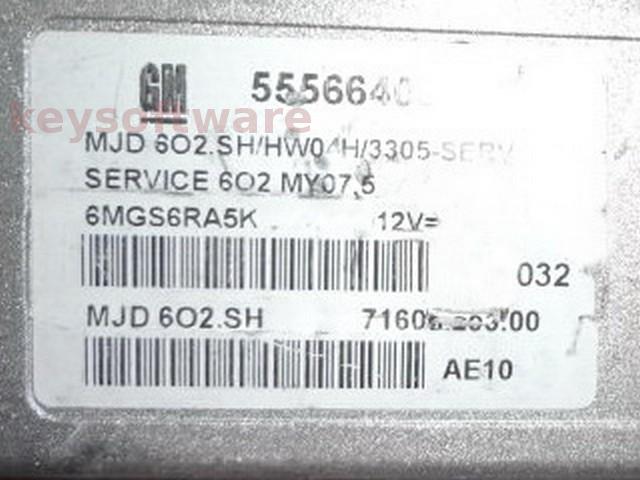 GM
keysoftware
MJD 6O2.SH/HW04H/3305-SERV
SERVICE 6O2 MY07,5
6MGS6RA5K 12V=
032
MJD 6O2.SH
AE10